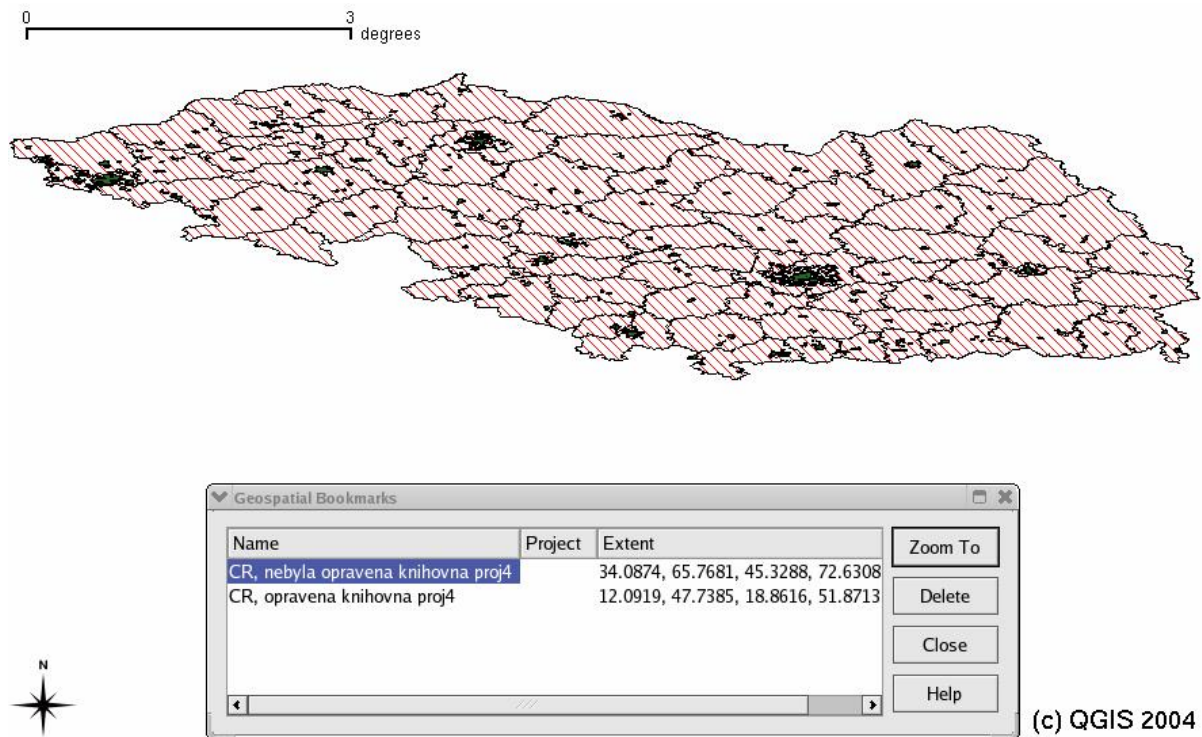 0 3
degrees
Geospatial Bookmarks
Name Project Extent
CR, nebyla opravena knihovna proj4 34.0874, 65.7681, 45.3288, 72.6308
CR, opravena knihovna proj4 12.0919, 47.7385, 18.8616, 51.8713
Zoom To
Delete
Close
Help
N
(c) QGIS 2004